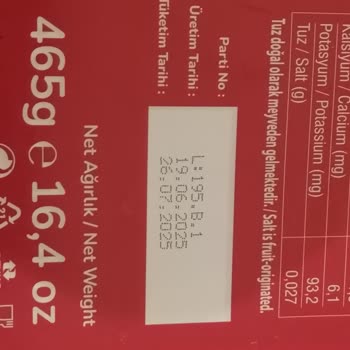 Kalsiyum / Calcium (mg)
Potasyum / Potassium (mg) 6,1
Tuz / Salt (g) 93,2
0,027
Tuz doğal olarak meyveden gelmektedir. / Salt is fruit-originated.
Parti No : L:195.B:1
Üretim Tarihi : 19:06:2025
Tüketim Tarihi : 26:07:2025
Net Ağırlık / Net Weight
465g e 16,4 oz
21